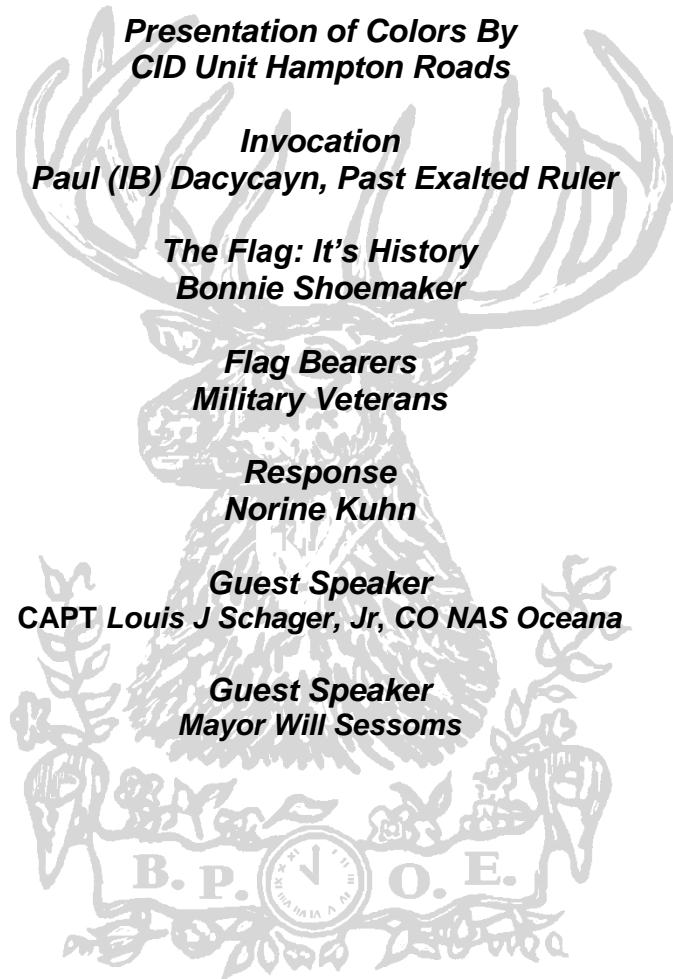 Presentation of Colors By
CID Unit Hampton Roads
Invocation
Paul (IB) Dacycayn, Past Exalted Ruler
The Flag: It’s History
Bonnie Shoemaker
Flag Bearers
Military Veterans
Response
Norine Kuhn
Guest Speaker
CAPT Louis J Schager, Jr, CO NAS Oceana
Guest Speaker
Mayor Will Sessoms
B. P. O. E.